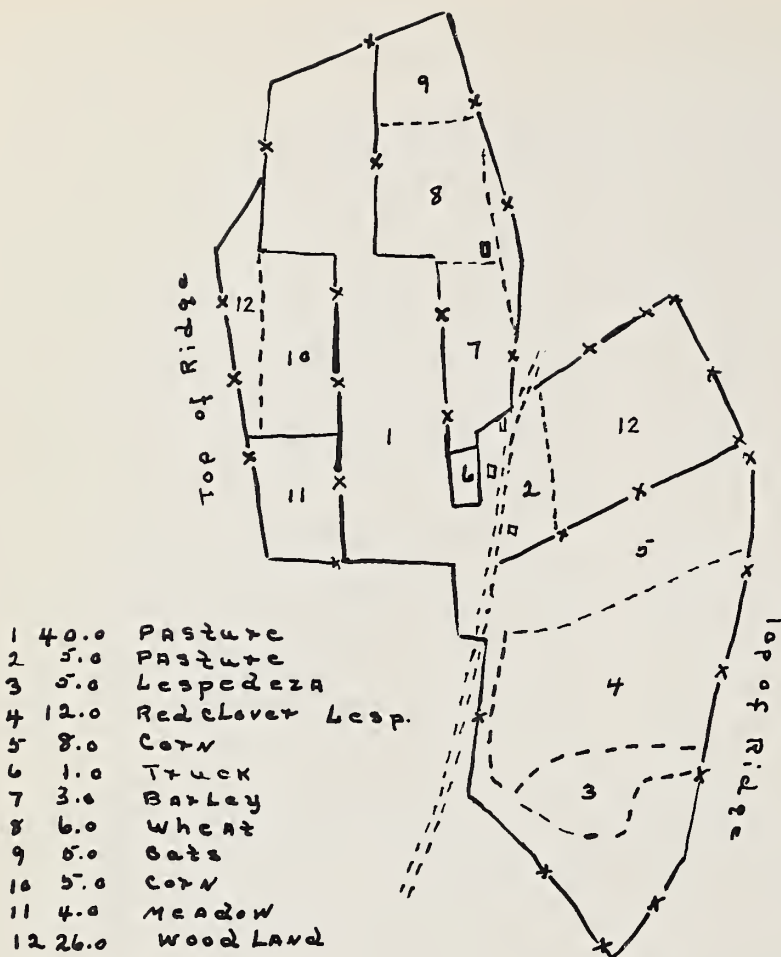 9
8
12
Top of Ridge
10
7
12
1
6
2
11
5
4
Top of Ridge
3
1 40.0 Pasture
2 5.0 Pasture
3 5.0 Lespedeza
4 12.0 Red clover Lesp.
5 8.0 Corn
6 1.0 Truck
7 3.0 Barley
8 6.0 Wheat
9 5.0 Oats
10 5.0 Corn
11 4.0 Meadow
12 26.0 Wood Land